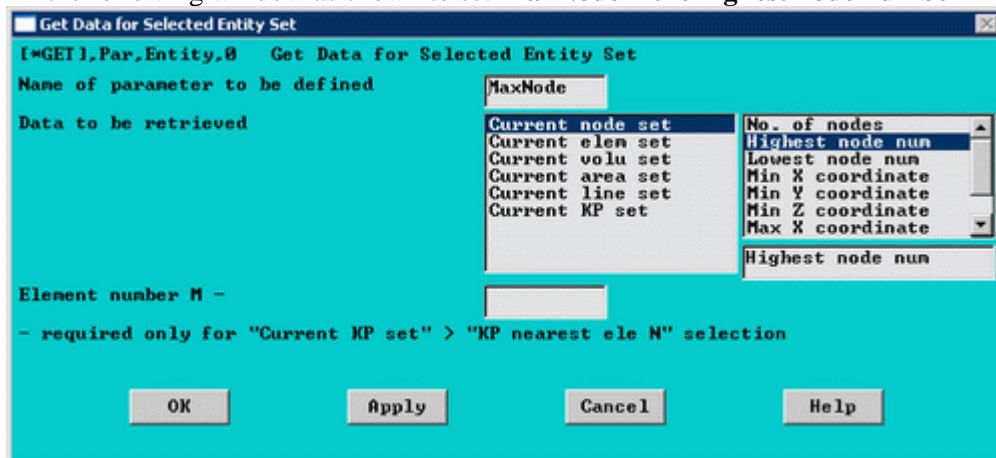 Get Data for Selected Entity Set
[*GET],Par,Entity,0 Get Data for Selected Entity Set
Name of parameter to be defined
MaxNode
Data to be retrieved
Current node set
Current elem set
Current volu set
Current area set
Current line set
Current KP set
No. of nodes
Highest node num
Lowest node num
Min X coordinate
Min Y coordinate
Min Z coordinate
Max X coordinate
Highest node num
Element number M -
- required only for "Current KP set" > "KP nearest ele N" selection
OK
Apply
Cancel
Help